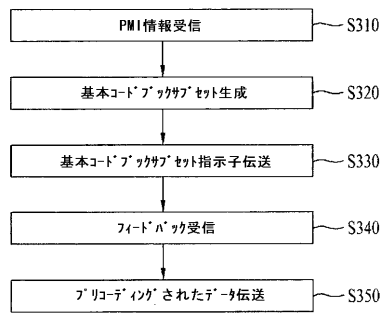 PMI情報受信 S310
基本ｺｰﾄﾞﾌﾞｯｸｻﾌﾞｾｯﾄ生成 S320
基本ｺｰﾄﾞﾌﾞｯｸｻﾌﾞｾｯﾄ指示子伝送 S330
ﾌｨｰﾄﾞﾊﾞｯｸ受信 S340
ﾌﾟﾘｺｰﾃﾞｨﾝｸﾞされたﾃﾞｰﾀ伝送 S350